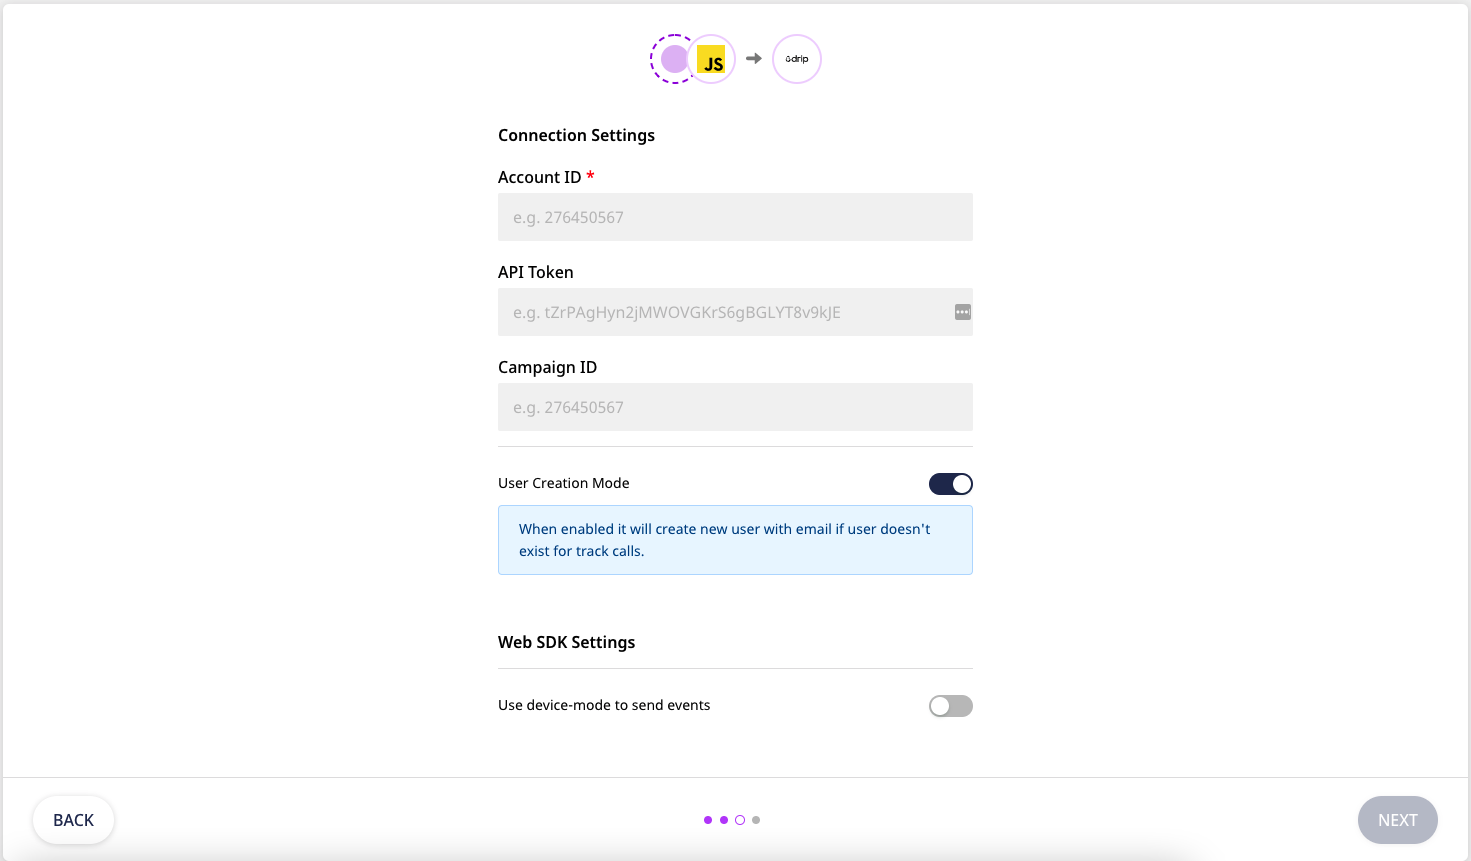 JS
drip
Connection Settings
Account ID *
e.g. 276450567
API Token
e.g. tZrPAgHyn2jMWOVGKrS6gBGLYT8v9kJE
Campaign ID
e.g. 276450567
User Creation Mode
When enabled it will create new user with email if user doesn't
exist for track calls.
Web SDK Settings
Use device-mode to send events
BACK
NEXT